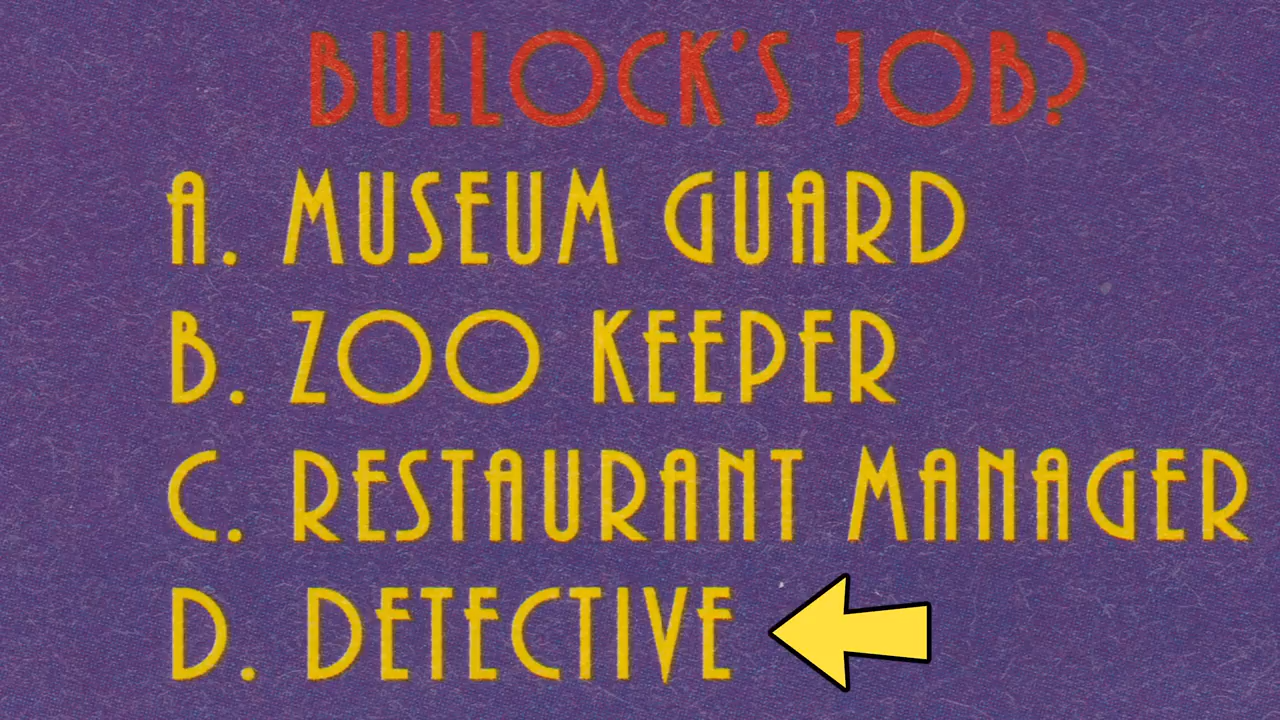 BULLOCK'S JOB?
A. MUSEUM GUARD
B. ZOO KEEPER
C. RESTAURANT MANAGER
D. DETECTIVE